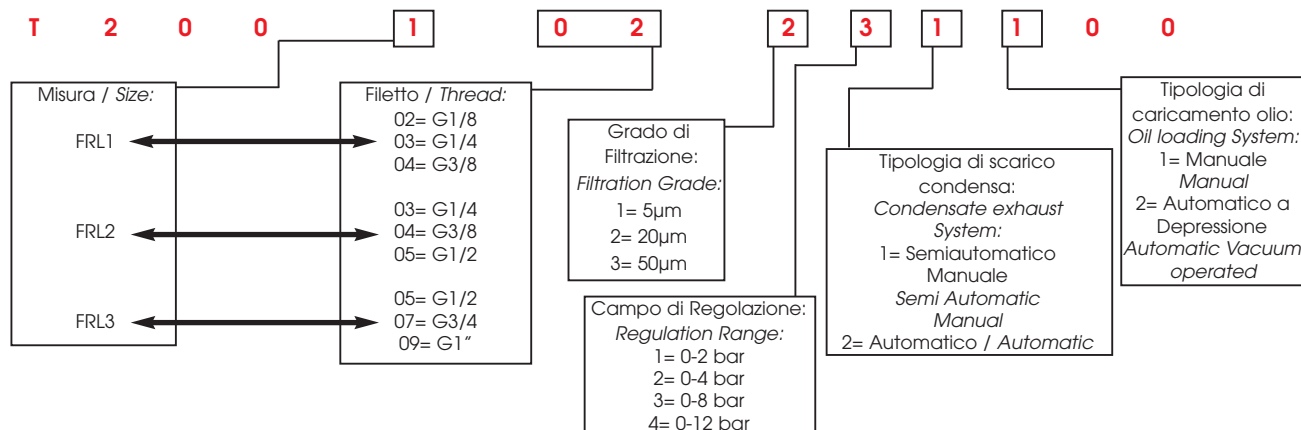 T 2 0 0 1 0 2 2 3 1 1 0 0
Misura / Size:
FRL1
FRL2
FRL3
Filetto / Thread:
02= G1/8
03= G1/4
04= G3/8
03= G1/4
04= G3/8
05= G1/2
05= G1/2
07= G3/4
09= G1”
Grado di
Filtrazione:
Filtration Grade:
1= 5µm
2= 20µm
3= 50µm
Campo di Regolazione:
Regulation Range:
1= 0-2 bar
2= 0-4 bar
3= 0-8 bar
4= 0-12 bar
Tipologia di scarico
condensa:
Condensate exhaust
System:
1= Semiautomatico
Manuale
Semi Automatic
Manual
2= Automatico / Automatic
Tipologia di
caricamento olio:
Oil loading System:
1= Manuale
Manual
2= Automatico a
Depressione
Automatic Vacuum
operated